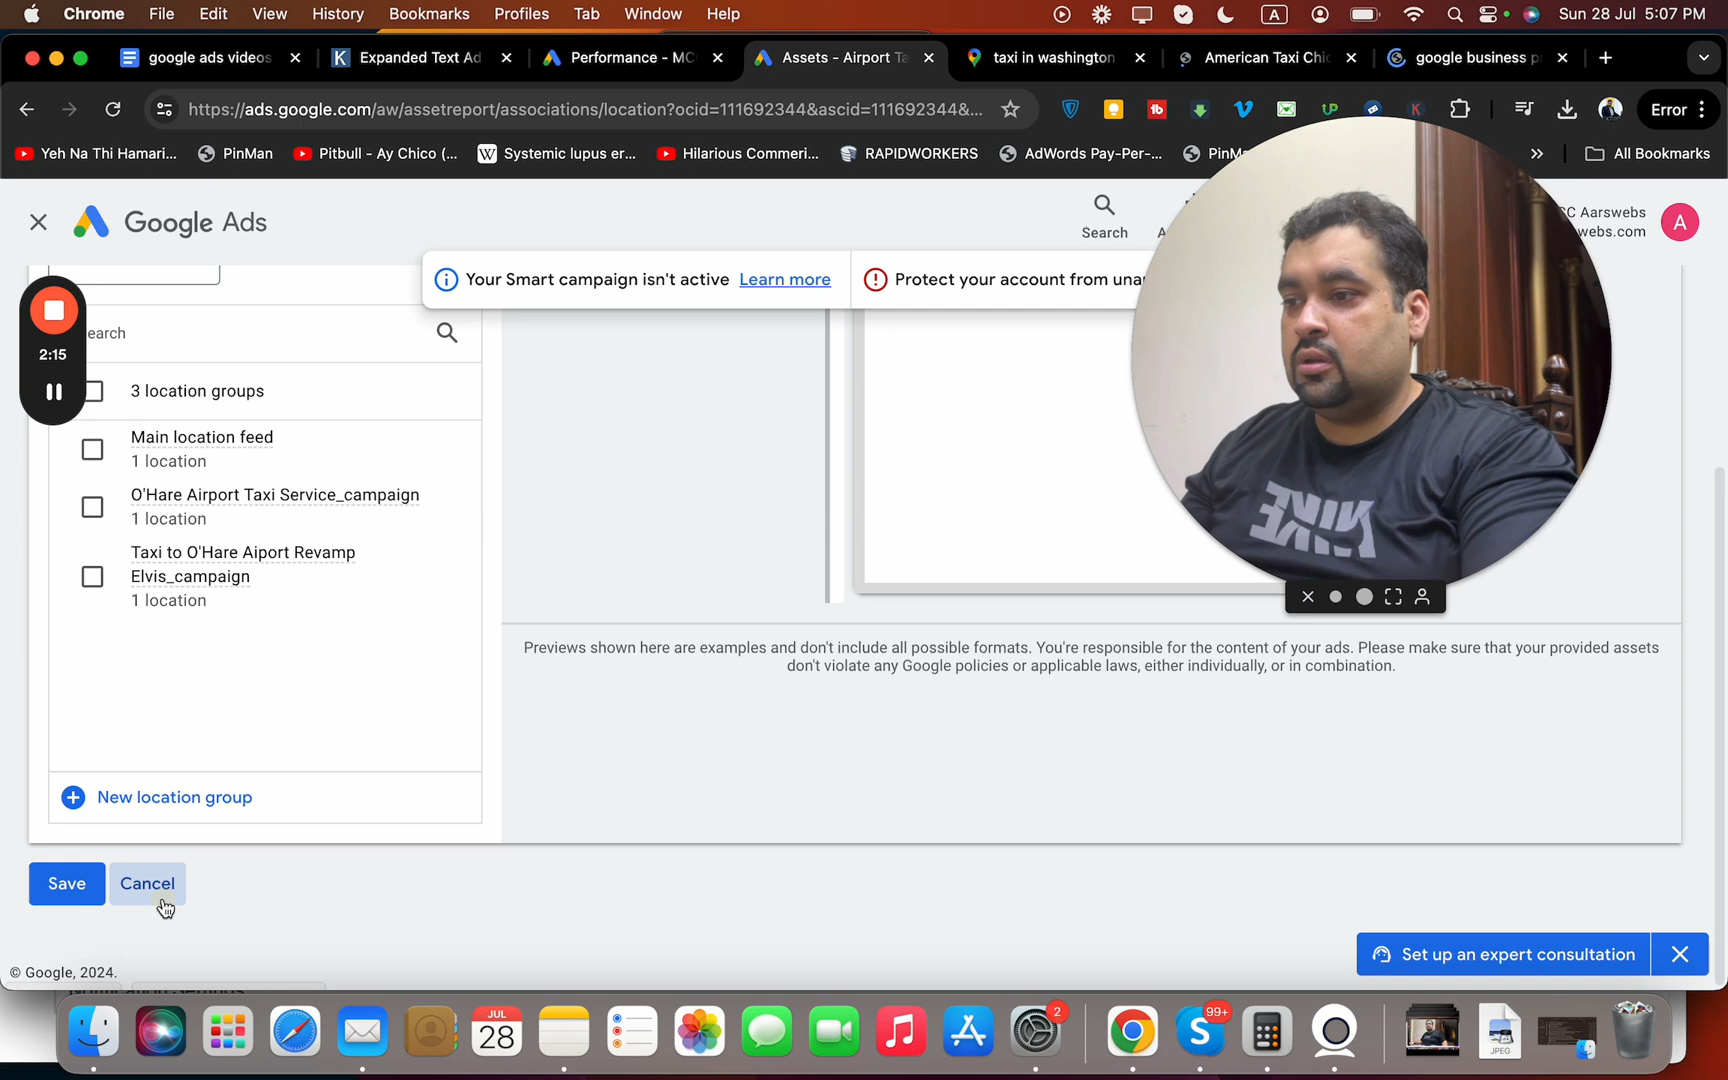 Chrome File Edit View History Bookmarks Profiles Tab Window Help A Sun 28 Jul 5:07 PM
google ads videos Expanded Text Ad Performance - MC Assets - Airport Ta taxi in washington American Taxi Chic google business p
https://ads.google.com/aw/assetreport/associations/location?ocid=111692344&ascid=111692344&... Error
Yeh Na Thi Hamari... PinMan Pitbull - Ay Chico (... Systemic lupus er... Hilarious Commeri... RAPIDWORKERS AdWords Pay-Per-... All Bookmarks
Google Ads
Search
A
Your Smart campaign isn't active Learn more
2:15
3 location groups
Main location feed
1 location
O'Hare Airport Taxi Service_campaign
1 location
Taxi to O'Hare Aiport Revamp
Elvis_campaign
1 location
New location group
Save Cancel
Previews shown here are examples and don't include all possible formats. You're responsible for the content of your ads. Please make sure that your provided assets
don't violate any Google policies or applicable laws, either individually, or in combination.
Set up an expert consultation
© Google, 2024.
JUL
28
2
99+
JPEG